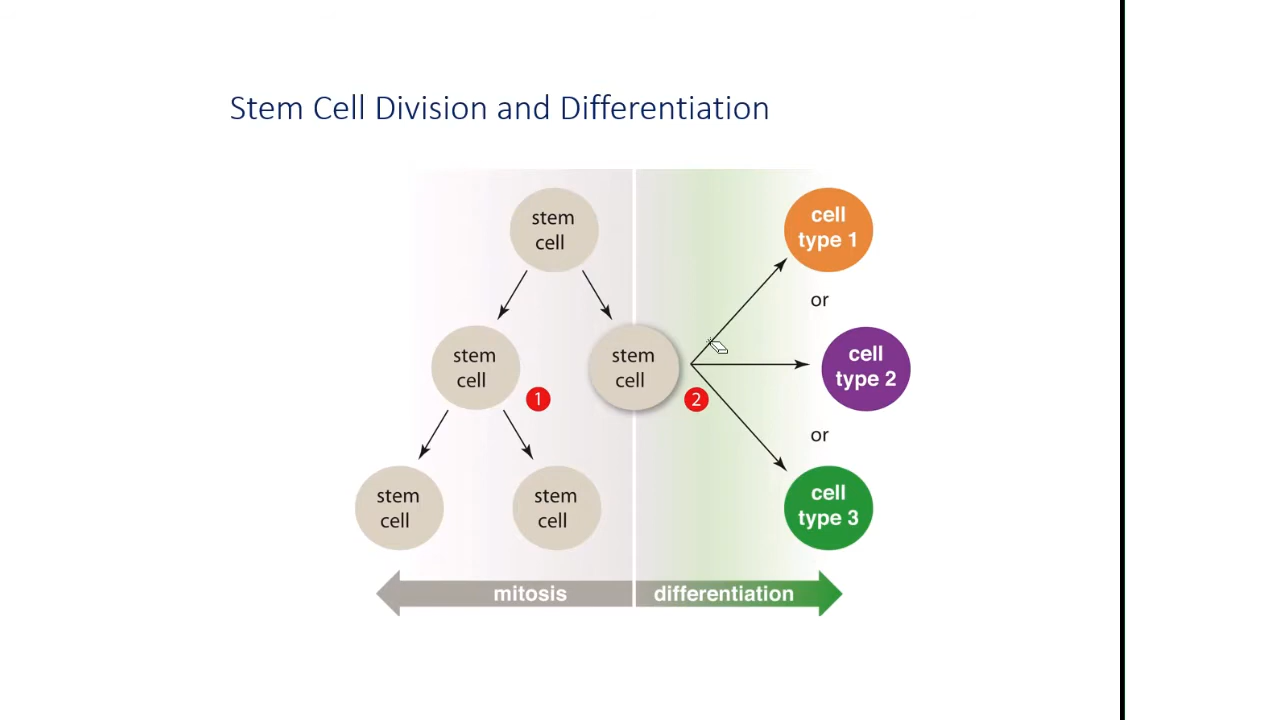 Stem Cell Division and Differentiation
stem
cell
cell
type 1
or
stem
cell
1
stem
cell
2
cell
type 2
or
stem
cell
stem
cell
cell
type 3
mitosis
differentiation